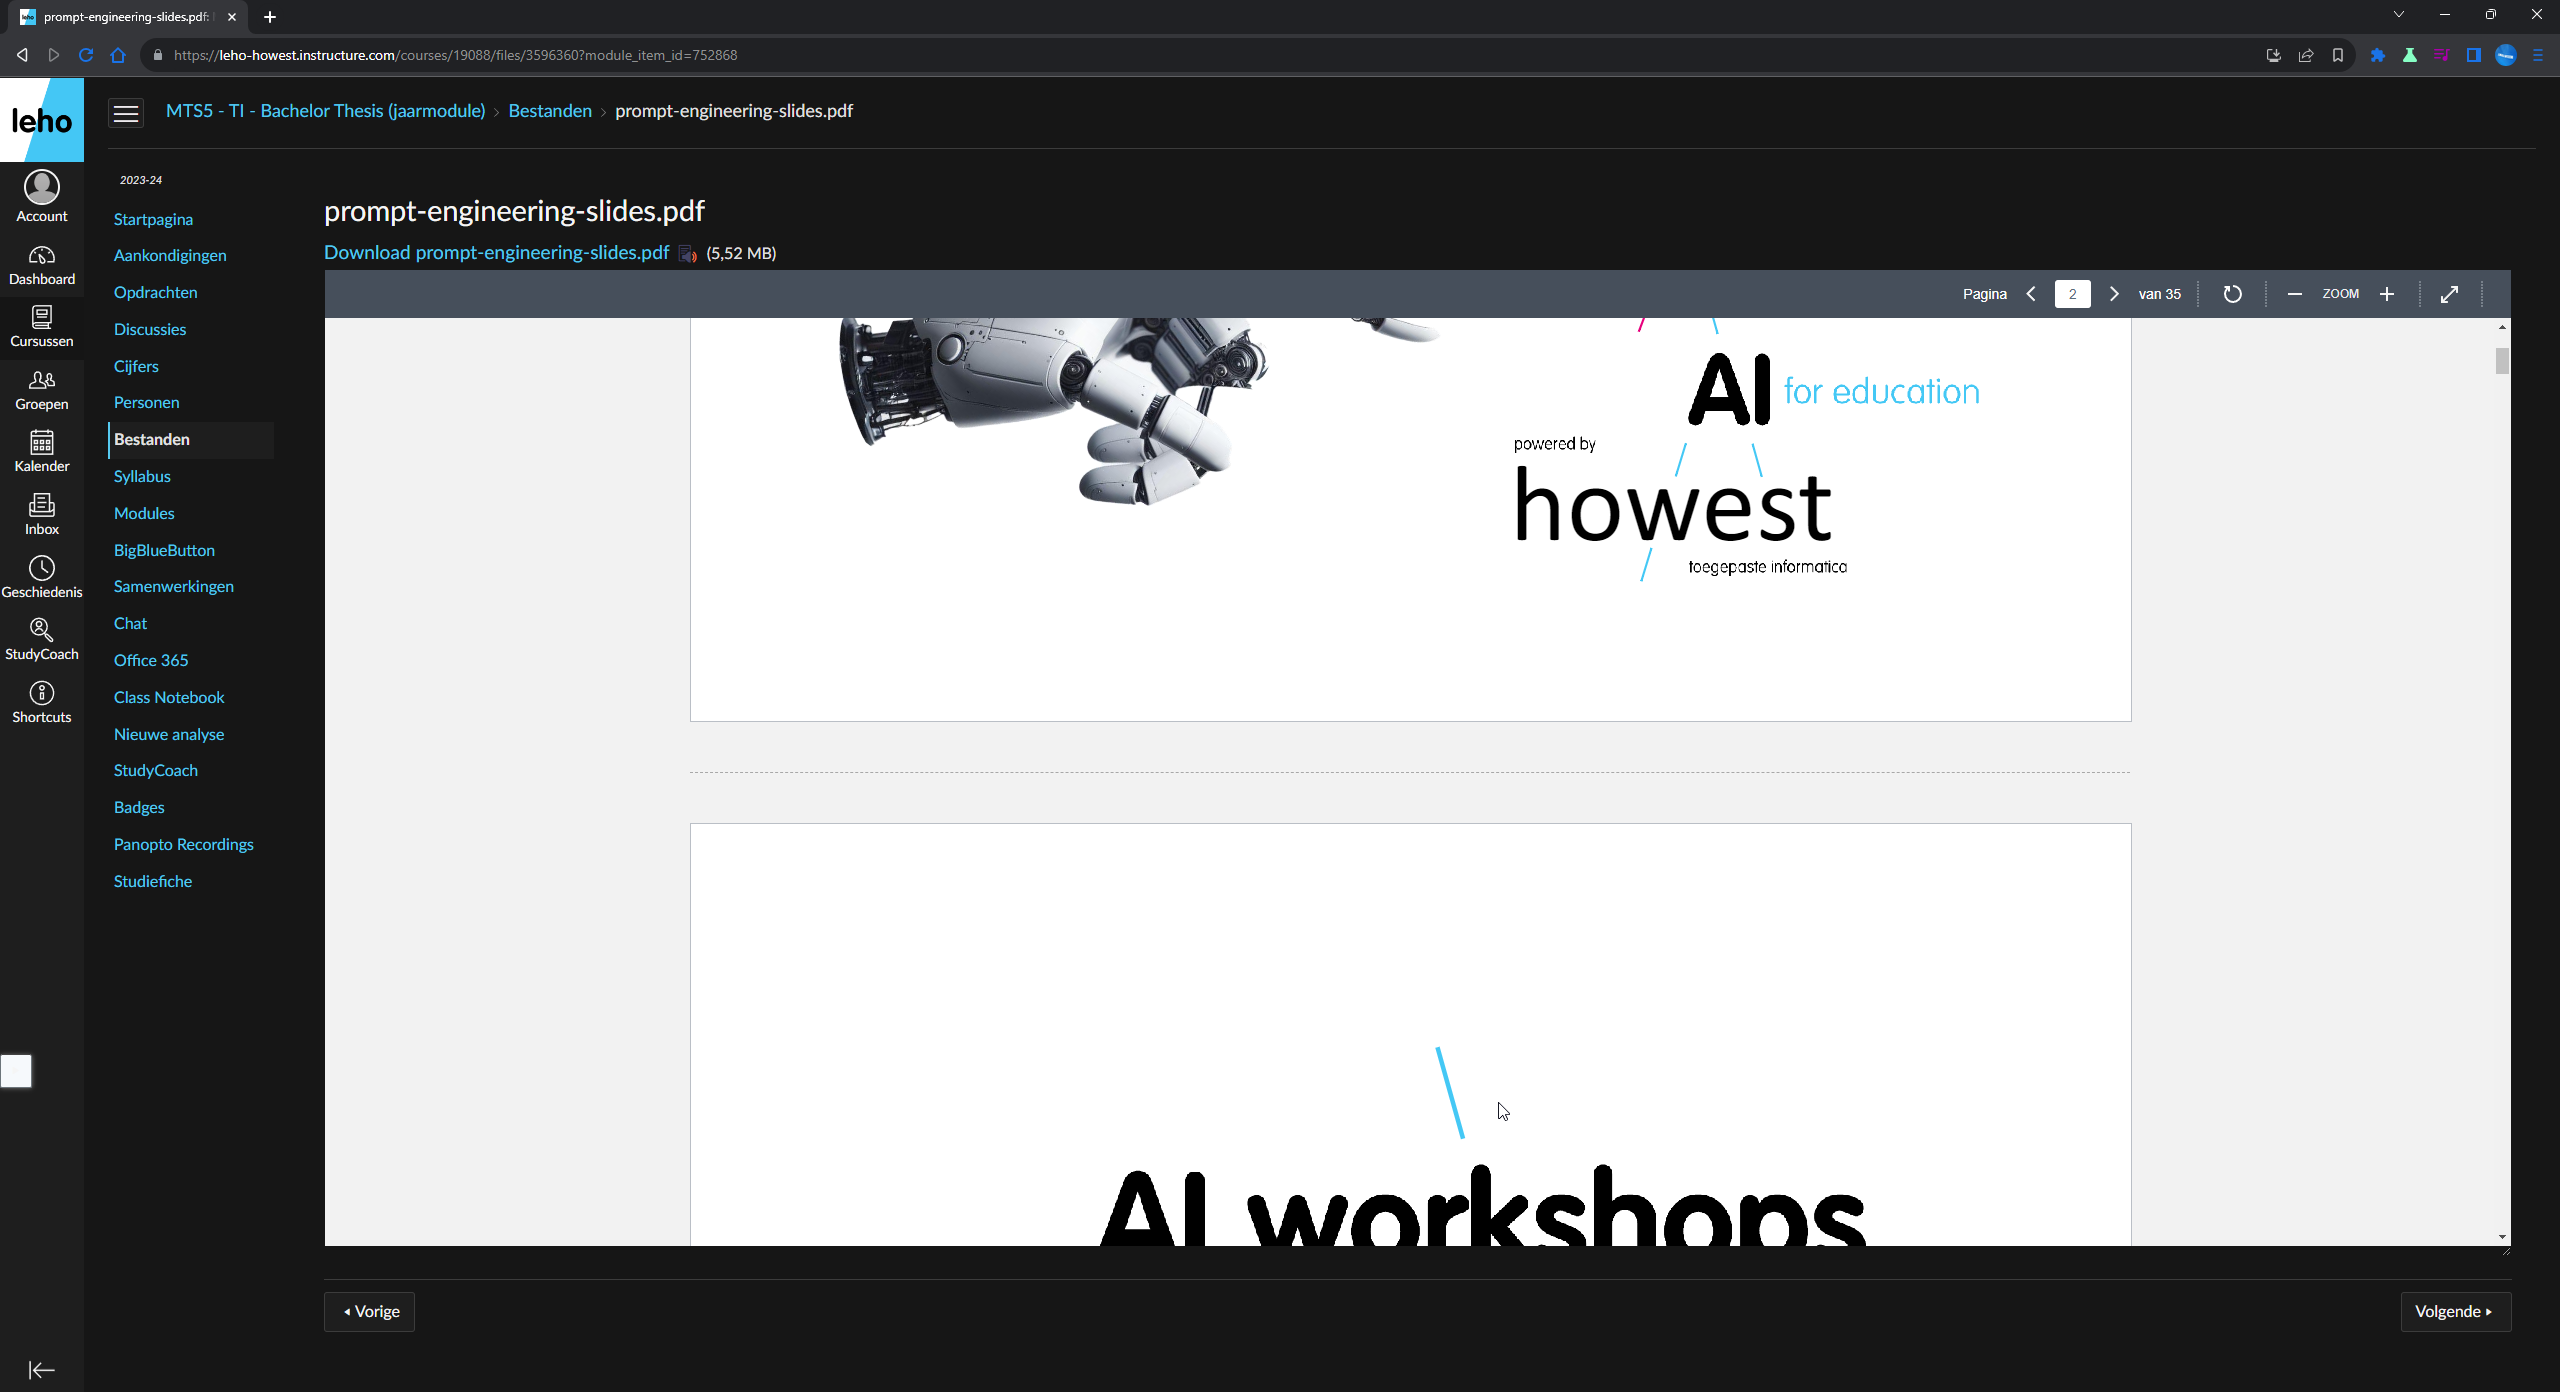 prompt-engineering-slides.pdf:
https://leho-howest.instructure.com/courses/19088/files/3596360?module_item_id=752868
leho
MTS5 - TI - Bachelor Thesis (jaarmodule) › Bestanden › prompt-engineering-slides.pdf
Account
Dashboard
Cursussen
Groepen
Kalender
Inbox
Geschiedenis
StudyCoach
Shortcuts
2023-24
Startpagina
Aankondigingen
Opdrachten
Discussies
Cijfers
Personen
Bestanden
Syllabus
Modules
BigBlueButton
Samenwerkingen
Chat
Office 365
Class Notebook
Nieuwe analyse
StudyCoach
Badges
Panopto Recordings
Studiefiche
prompt-engineering-slides.pdf
Download prompt-engineering-slides.pdf (5,52 MB)
Pagina 2 van 35 ZOOM
AI for education
powered by
howest
toegepaste informatica
AI workshops
Vorige
Volgende